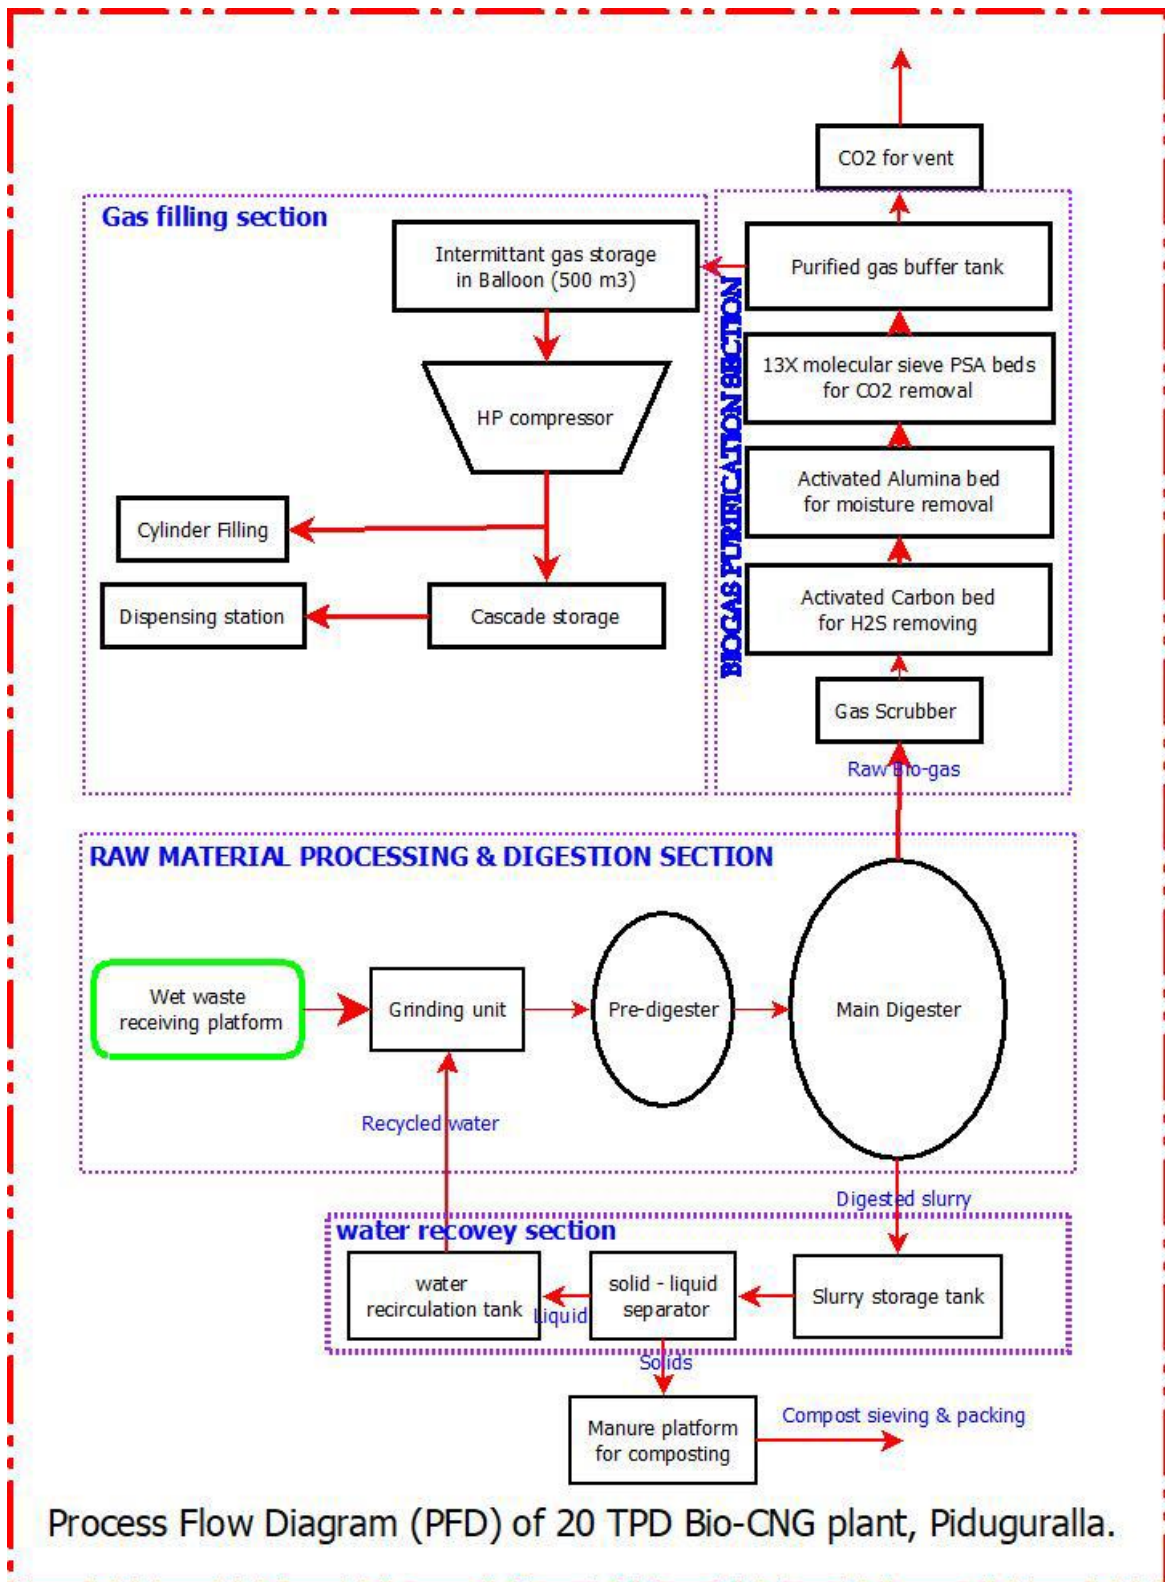 CO2 for vent
Gas filling section
Intermittant gas storage
in Balloon (500 m3)
HP compressor
Cylinder Filling
Dispensing station
Cascade storage
BIOGAS PURIFICATION SECTION
Purified gas buffer tank
13X molecular sieve PSA beds
for CO2 removal
Activated Alumina bed
for moisture removal
Activated Carbon bed
for H2S removing
Gas Scrubber
Raw Bio-gas
RAW MATERIAL PROCESSING & DIGESTION SECTION
Wet waste
receiving platform
Grinding unit
Pre-digester
Main Digester
Recycled water
Digested slurry
water recovey section
water
recirculation tank
Liquid
solid - liquid
separator
Slurry storage tank
Solids
Manure platform
for composting
Compost sieving & packing
Process Flow Diagram (PFD) of 20 TPD Bio-CNG plant, Piduguralla.